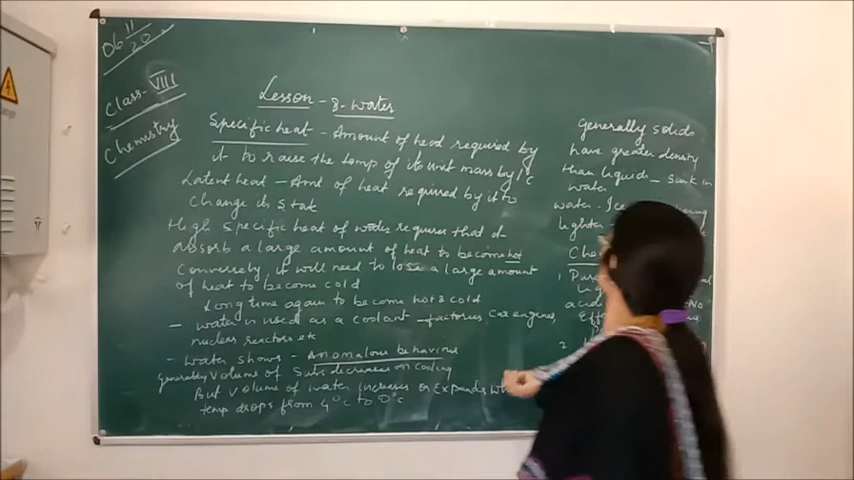 06/11/20
Class - VIII
Chemistry
Lesson - 8 - water
Specific heat - Amount of head required by
it to raise the temp of its unit mass by 1°C
Latent heat - Amt of heat required by it to
change its state
High specific heat of water requires that it
absorb a large amount of heat to become hot
Conversely, it will need to lose a large amount
of heat to become cold
Long time again to become hot & cold
- water in used as a coolant - factories car engines,
nuclear reactors etc
- water shows - Anomalous behaviour
generally volume of Sub decreases on cooling
But volume of water increases or Expands
temp drops from 4°C to 0°C
Generally solids
have greater density
than liquids - sink in
water
water. Ice
lighter
1 Pure
2